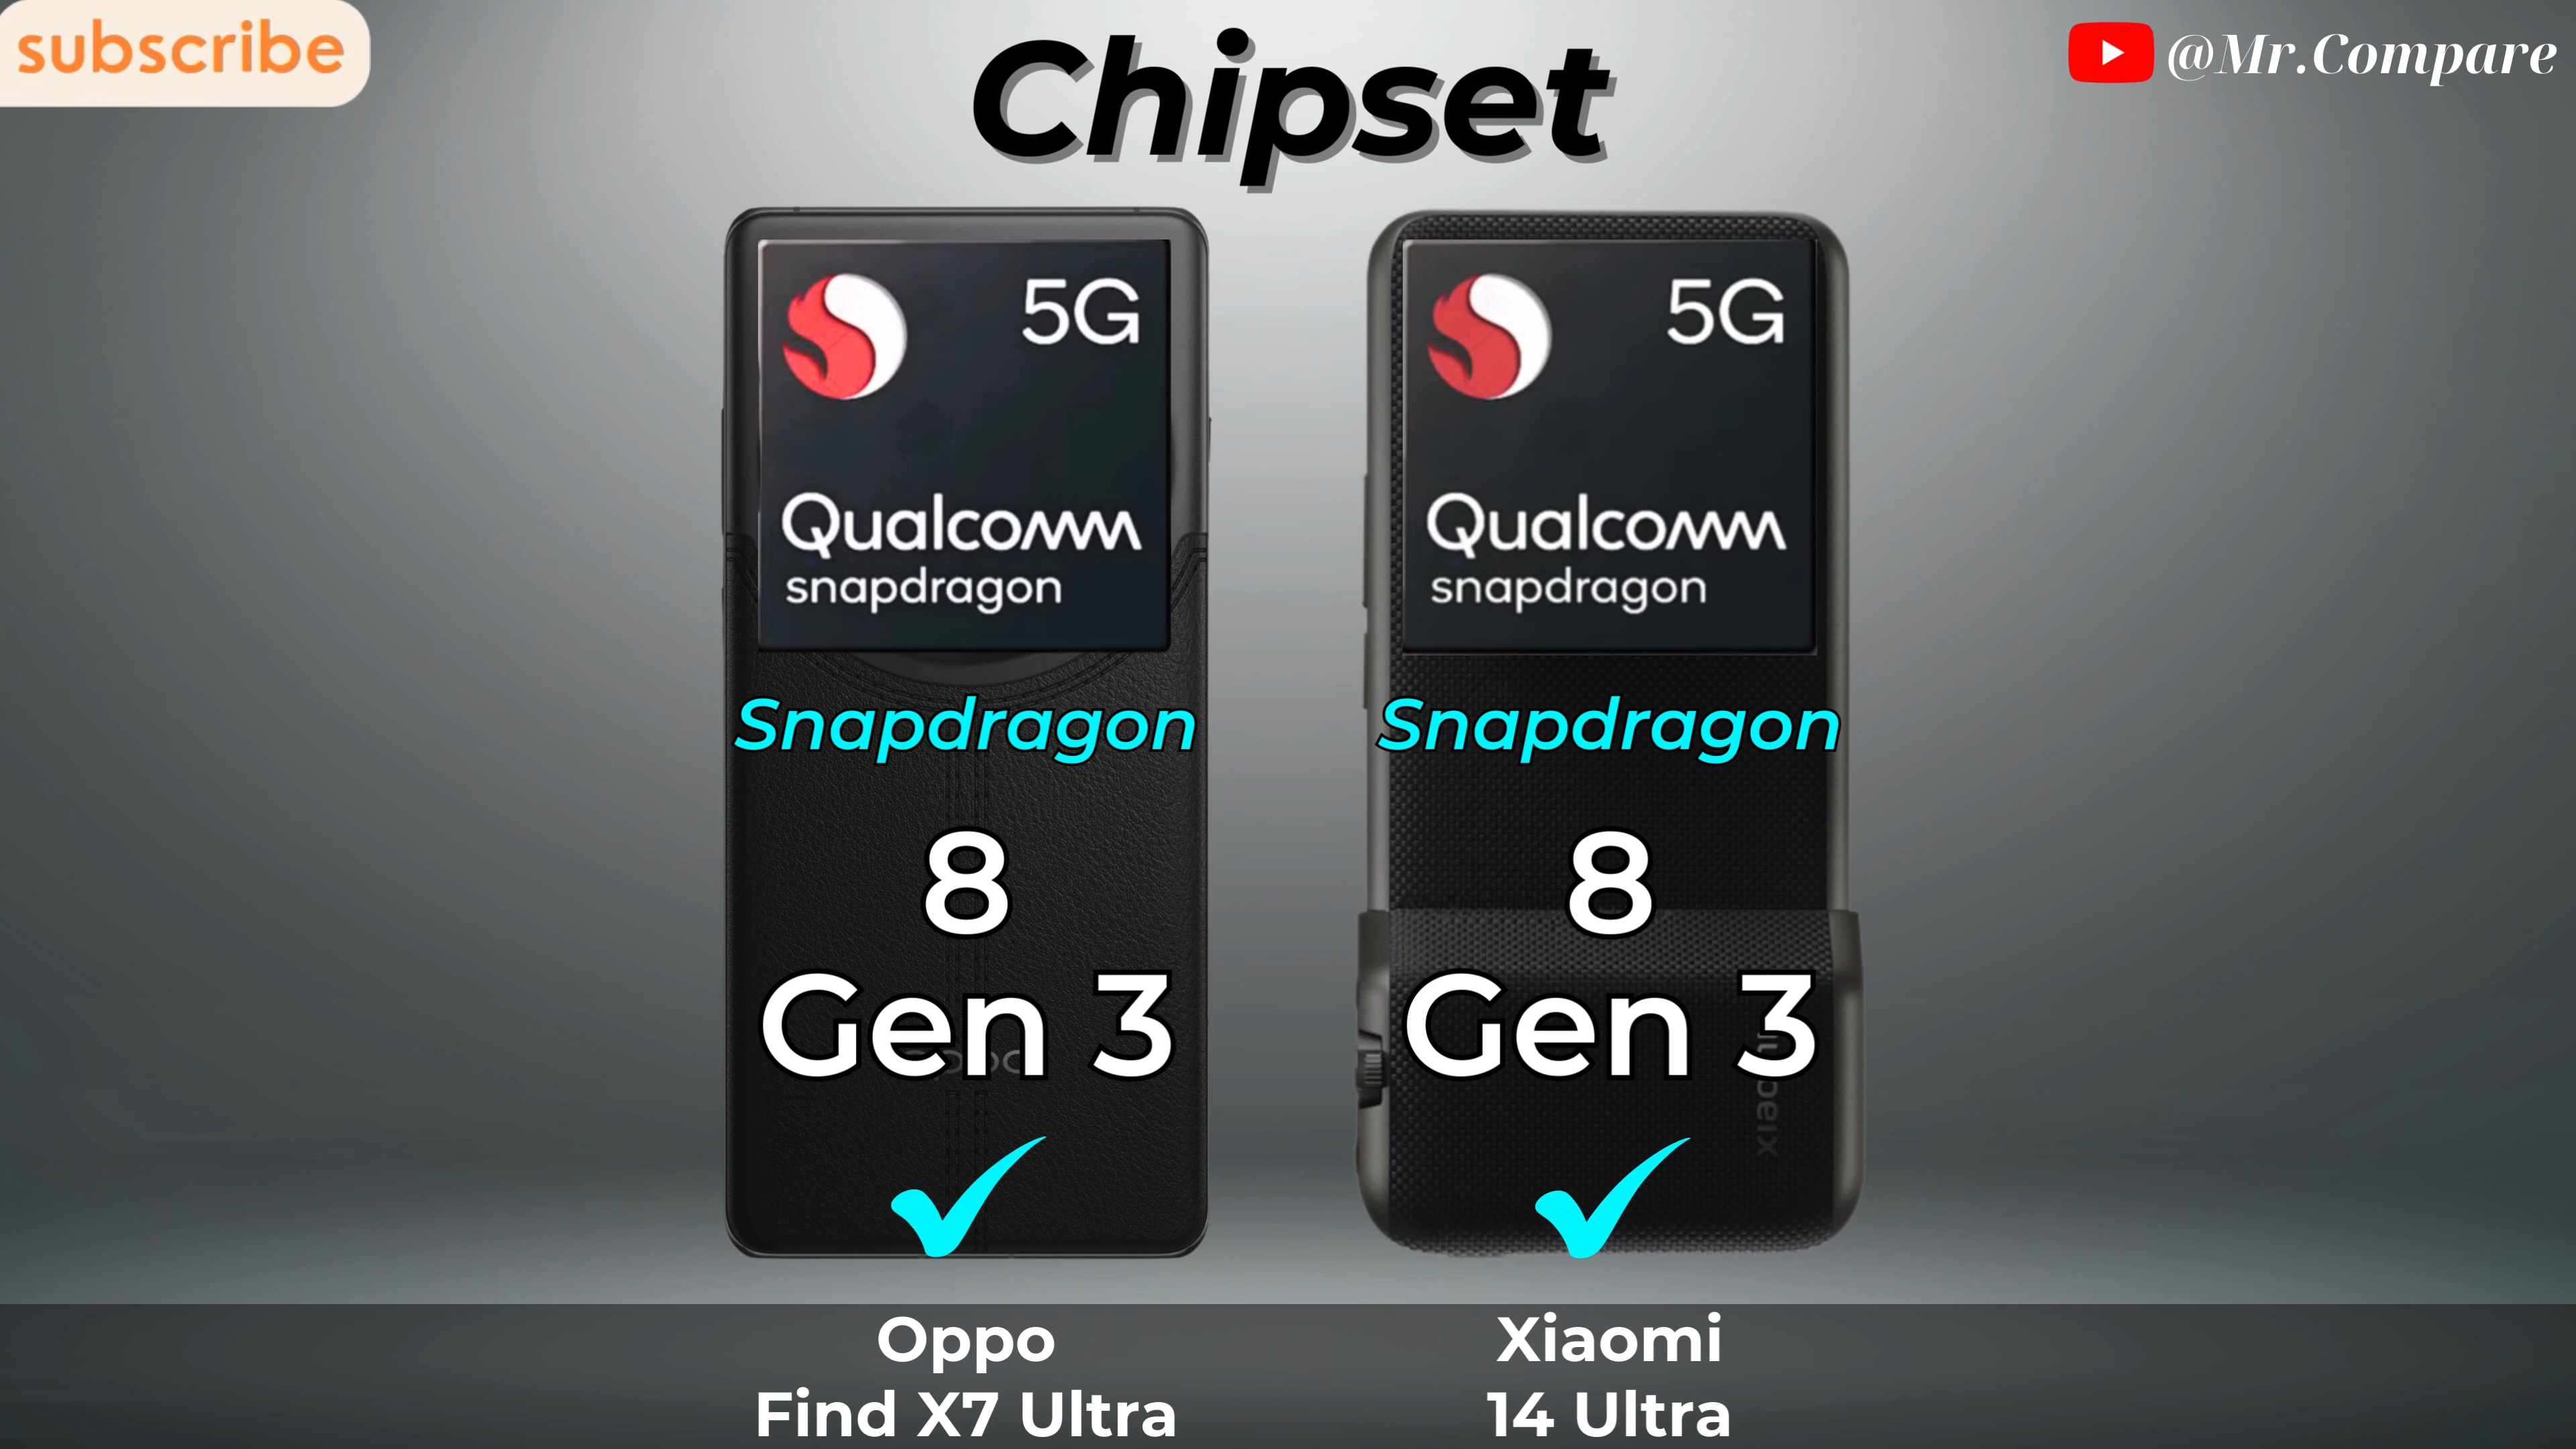 subscribe
Chipset
@Mr.Compare
5G
Qualcomm
snapdragon
Snapdragon
8
Gen 3
Oppo
Find X7 Ultra
5G
Qualcomm
snapdragon
Snapdragon
8
Gen 3
Xiaomi
14 Ultra